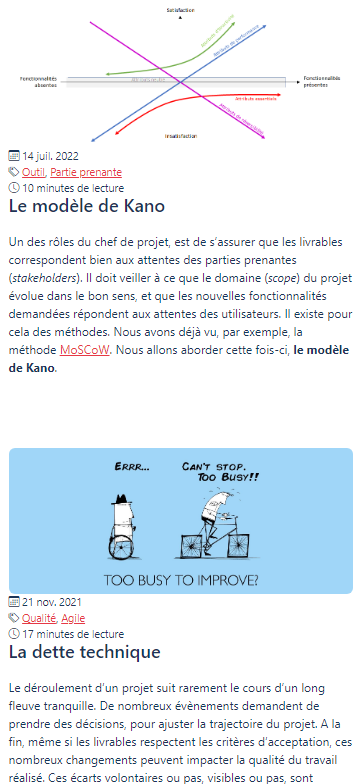 Satisfaction
Attributs d'attraction
Attributs de performance
Fonctionnalités
absentes
Fonctionnalités
présentes
Attributs essentiels
Insatisfaction
14 juil. 2022
Outil, Partie prenante
10 minutes de lecture
Le modèle de Kano
Un des rôles du chef de projet, est de s’assurer que les livrables
correspondent bien aux attentes des parties prenantes
(stakeholders). Il doit veiller à ce que le domaine (scope) du projet
évolue dans le bon sens, et que les nouvelles fonctionnalités
demandées répondent aux attentes des utilisateurs. Il existe pour
cela des méthodes. Nous avons déjà vu, par exemple, la
méthode MoSCoW. Nous allons aborder cette fois-ci, le modèle
de Kano.
ERRR...
CAN'T STOP.
TOO BUSY!!
TOO BUSY TO IMPROVE?
21 nov. 2021
Qualité, Agile
17 minutes de lecture
La dette technique
Le déroulement d’un projet suit rarement le cours d’un long
fleuve tranquille. De nombreux évènements demandent de
prendre des décisions, pour ajuster la trajectoire du projet. A la
fin, même si les livrables respectent les critères d’acceptation, ces
nombreux changements peuvent impacter la qualité du travail
réalisé. Ces écarts volontaires ou pas, visibles ou pas, sont